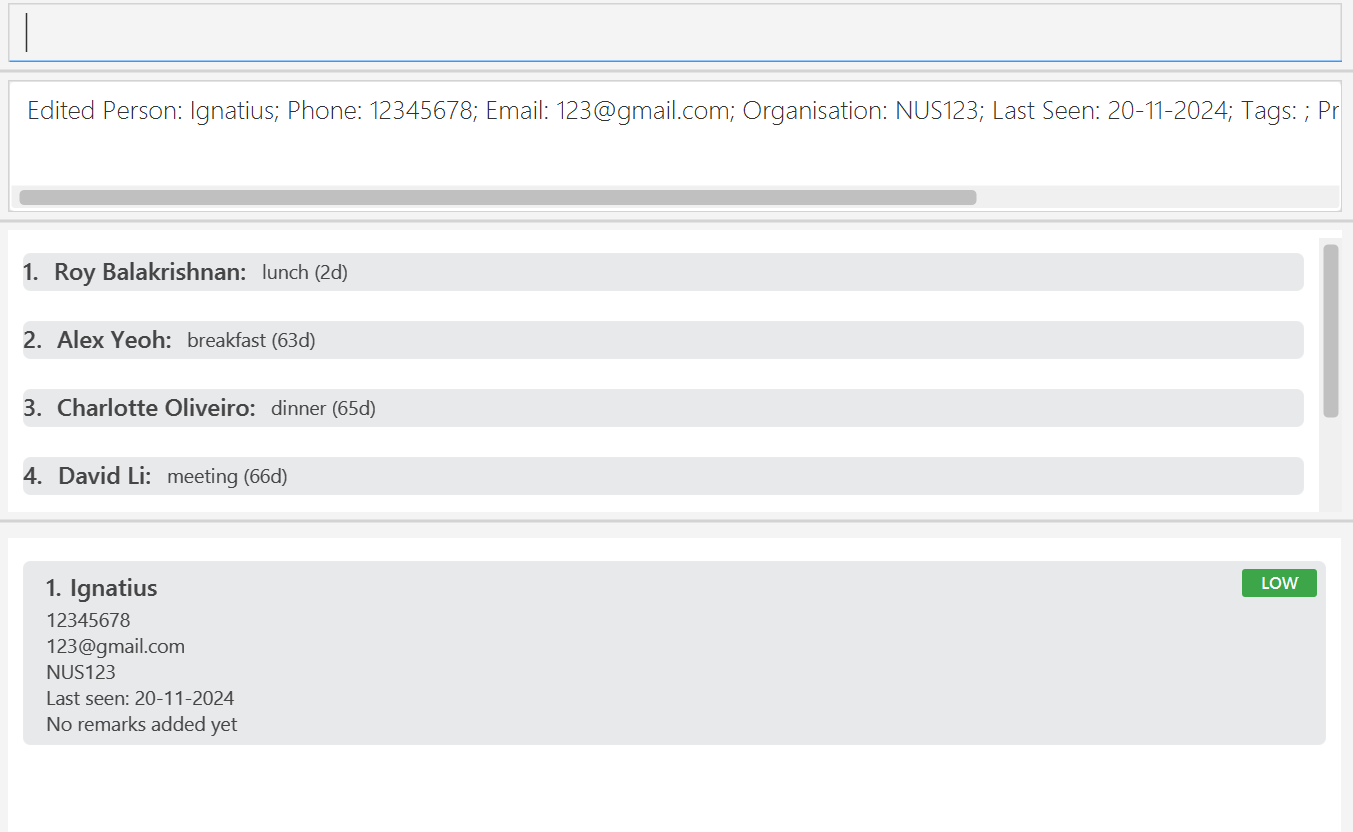 Edited Person: Ignatius; Phone: 12345678; Email: 123@gmail.com; Organisation: NUS123; Last Seen: 20-11-2024; Tags: ; Pr
1. Roy Balakrishnan: lunch (2d)
2. Alex Yeoh: breakfast (63d)
3. Charlotte Oliveiro: dinner (65d)
4. David Li: meeting (66d)
1. Ignatius LOW
12345678
123@gmail.com
NUS123
Last seen: 20-11-2024
No remarks added yet